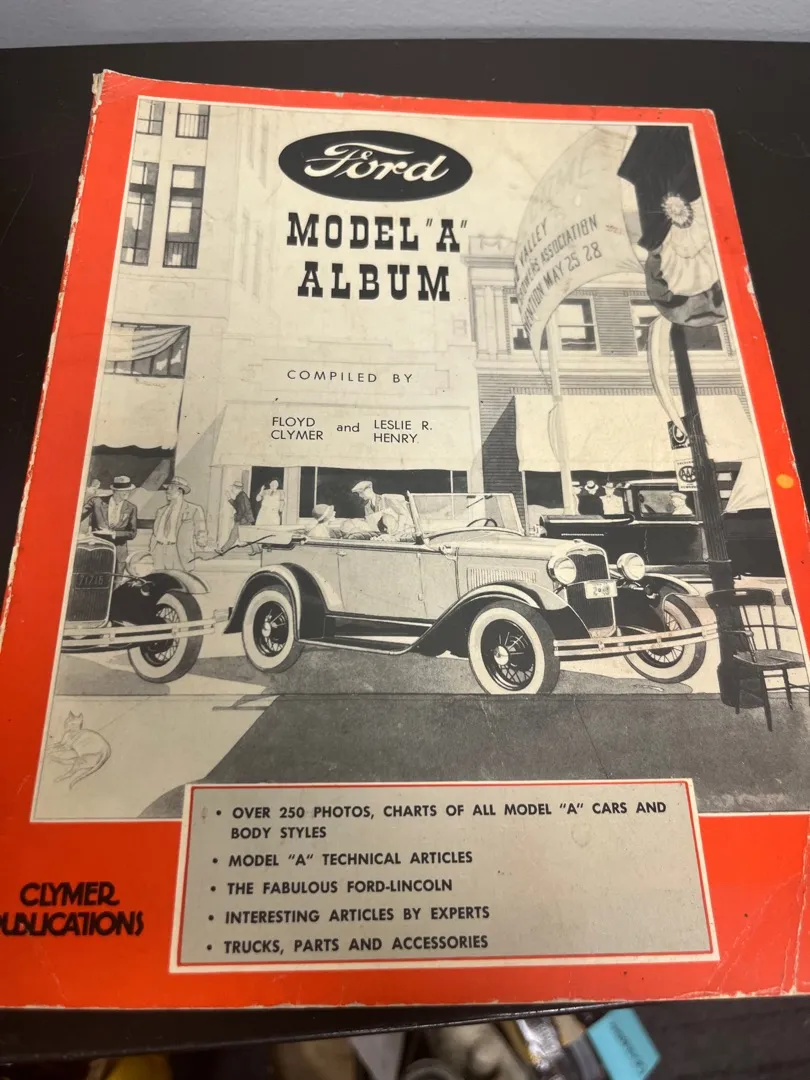 Ford
MODEL "A"
ALBUM
VALLEY
ASSOCIATION
MAY 25 28
COMPILED BY
FLOYD and LESLIE R.
CLYMER HENRY
• OVER 250 PHOTOS, CHARTS OF ALL MODEL "A" CARS AND
BODY STYLES
• MODEL "A" TECHNICAL ARTICLES
• THE FABULOUS FORD-LINCOLN
• INTERESTING ARTICLES BY EXPERTS
• TRUCKS, PARTS AND ACCESSORIES
CLYMER
PUBLICATIONS